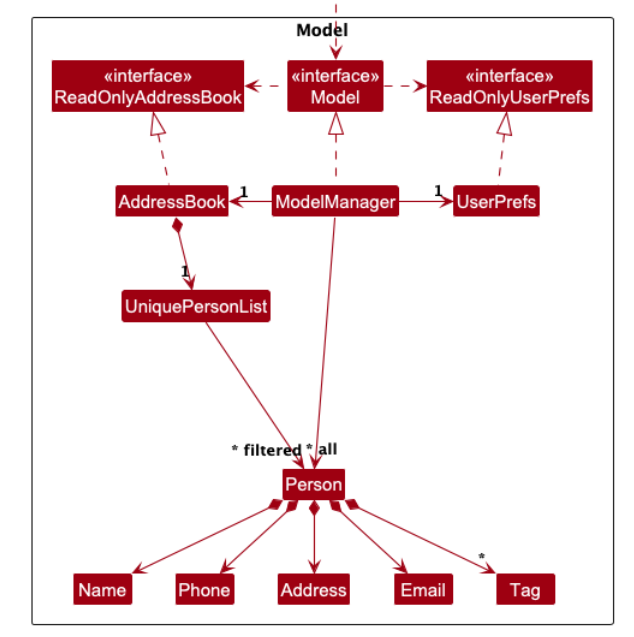 Model
«interface»
ReadOnlyAddressBook
«interface»
Model
«interface»
ReadOnlyUserPrefs
AddressBook
1
ModelManager
1
UserPrefs
1
UniquePersonList
* filtered
* all
Person
*
Name
Phone
Address
Email
Tag